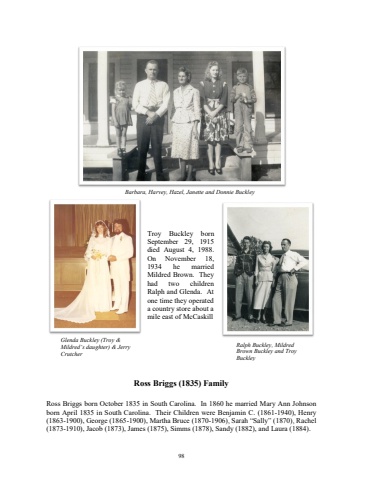 Barbara, Harvey, Hazel, Janette and Donnie Buckley
Troy Buckley born
September 29, 1915
died August 4, 1988.
On November 18,
1934 he married
Mildred Brown. They
had two children
Ralph and Glenda. At
one time they operated
a country store about a
mile east of McCaskill
Glenda Buckley (Troy &
Mildred's daughter) & Jerry
Crutcher
Ralph Buckley, Mildred
Brown Buckley and Troy
Buckley
Ross Briggs (1835) Family
Ross Briggs born October 1835 in South Carolina. In 1860 he married Mary Ann Johnson
born April 1835 in South Carolina. Their Children were Benjamin C. (1861-1940), Henry
(1863-1900), George (1865-1900), Martha Bruce (1870-1906), Sarah "Sally" (1870), Rachel
(1873-1910), Jacob (1873), James (1875), Simms (1878), Sandy (1882), and Laura (1884).
98